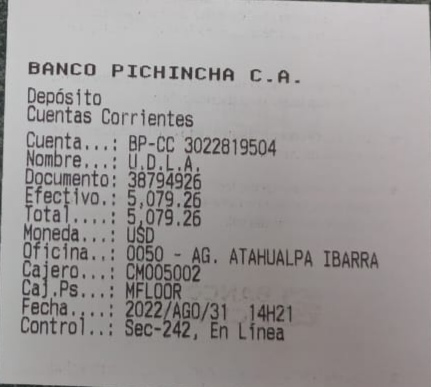 BANCO PICHINCHA C.A.
Depósito
Cuentas Corrientes
Cuenta...: BP-CC 3022819504
Nombre...: U.D.L.A.
Documento: 38794926
Efectivo.: 5,079.26
Total....: 5,079.26
Moneda...: USD
Oficina..: 0050 - AG. ATAHUALPA IBARRA
Cajero...: CM005002
Caj.Ps...: MFLOOR
Fecha....: 2022/AGO/31 14H21
Control..: Sec-242, En Línea